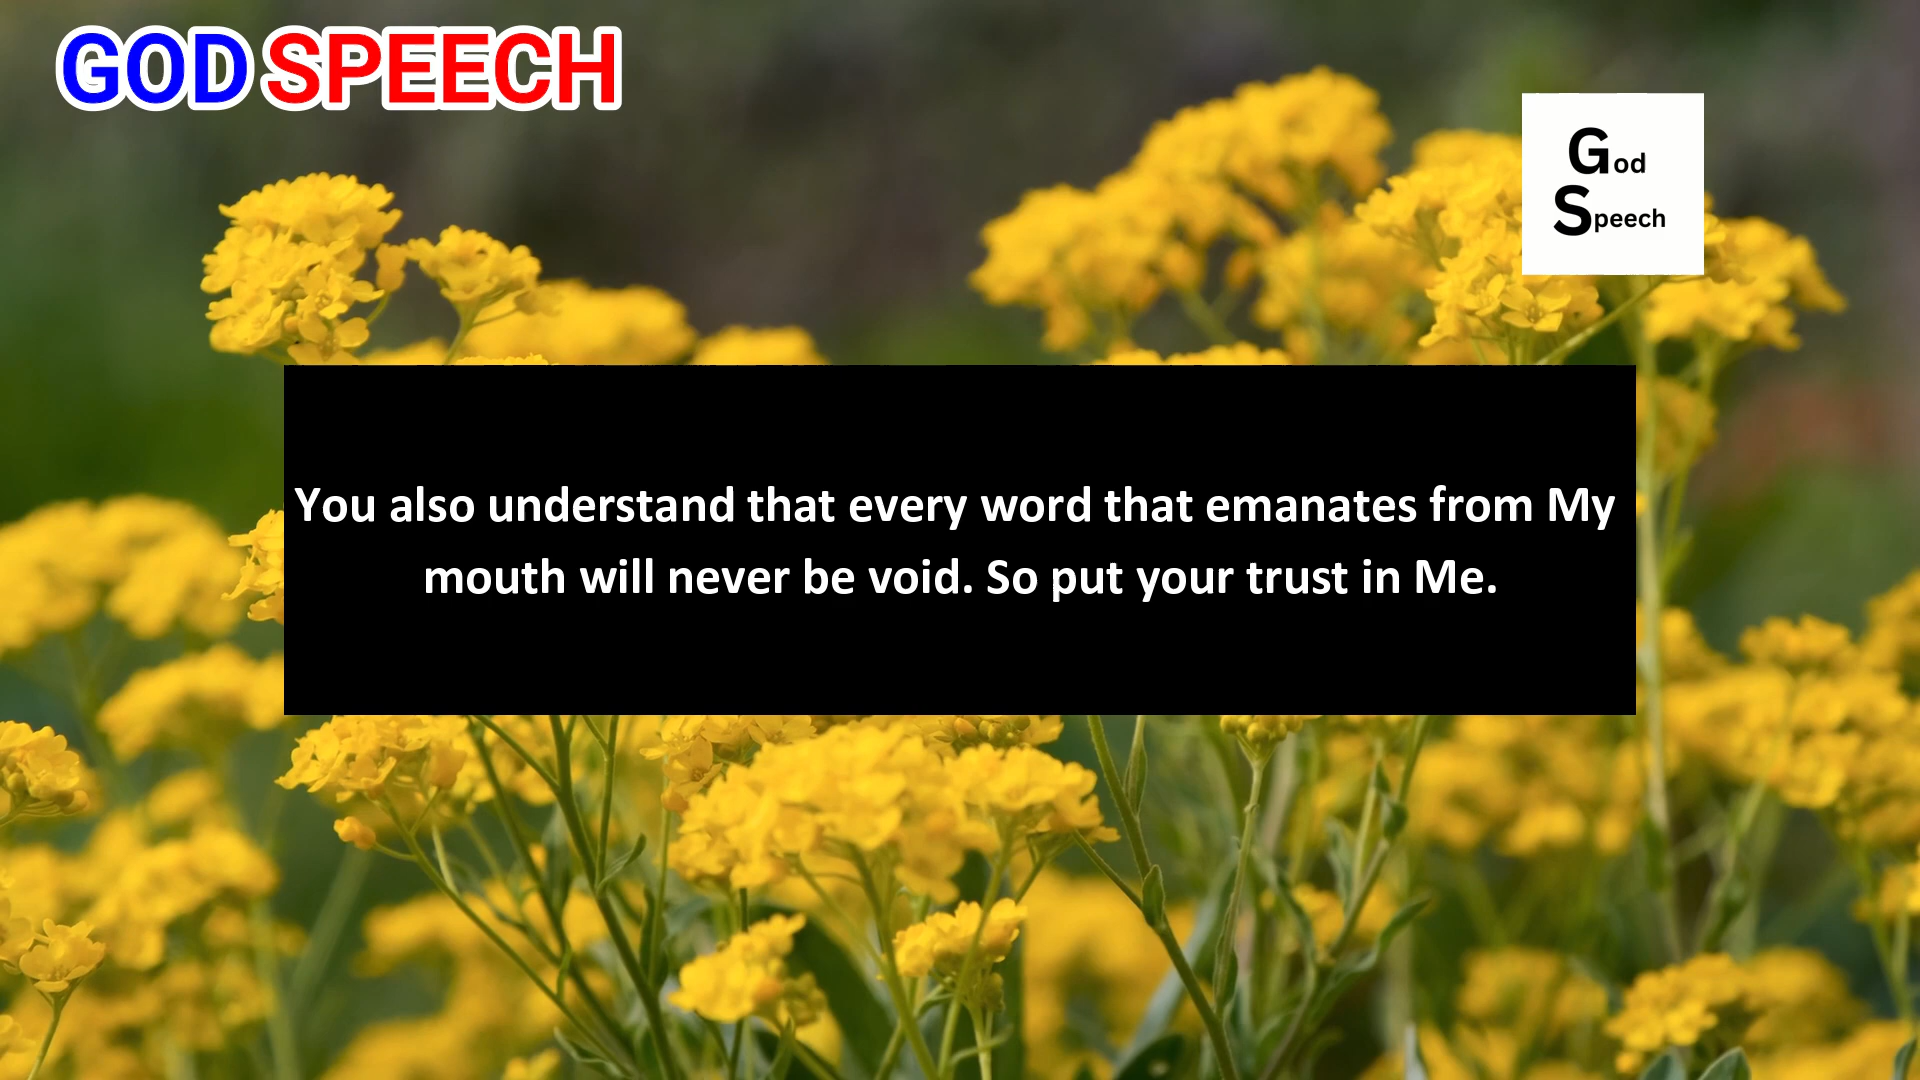 GOD SPEECH
God
Speech
You also understand that every word that emanates from My
mouth will never be void. So put your trust in Me.